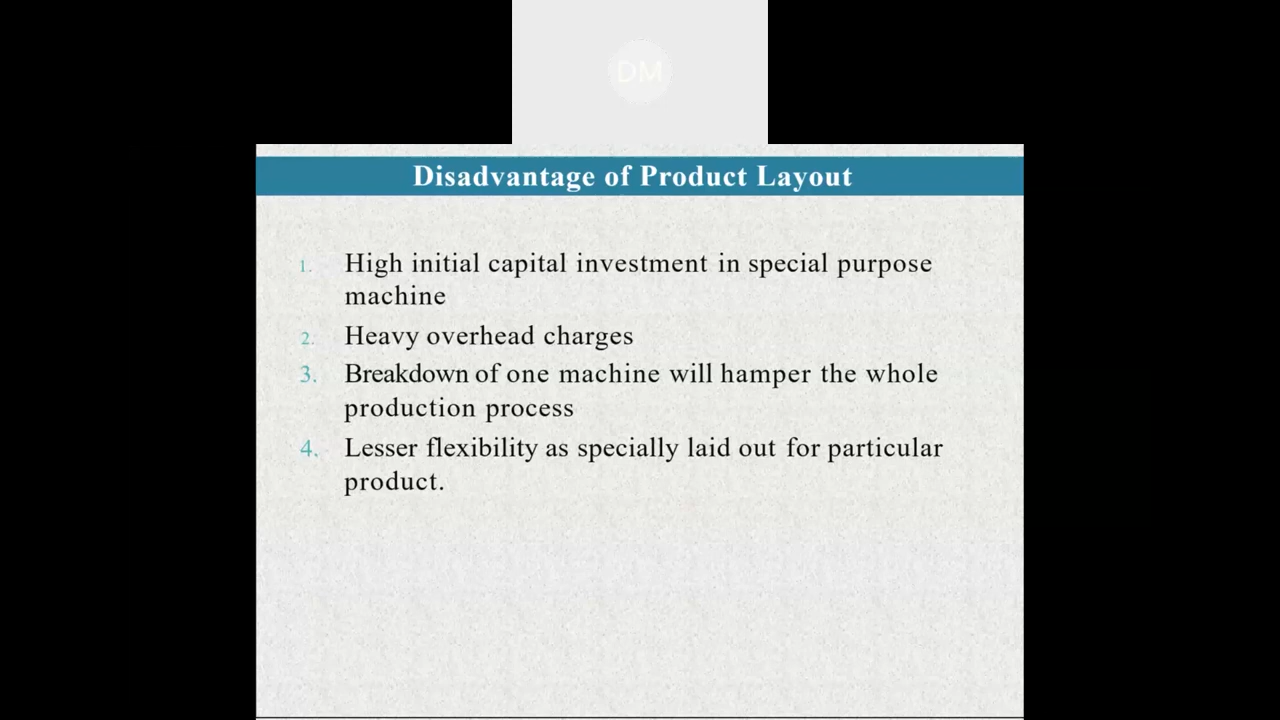 DM
Disadvantage of Product Layout
1. High initial capital investment in special purpose
machine
2. Heavy overhead charges
3. Breakdown of one machine will hamper the whole
production process
4. Lesser flexibility as specially laid out for particular
product.